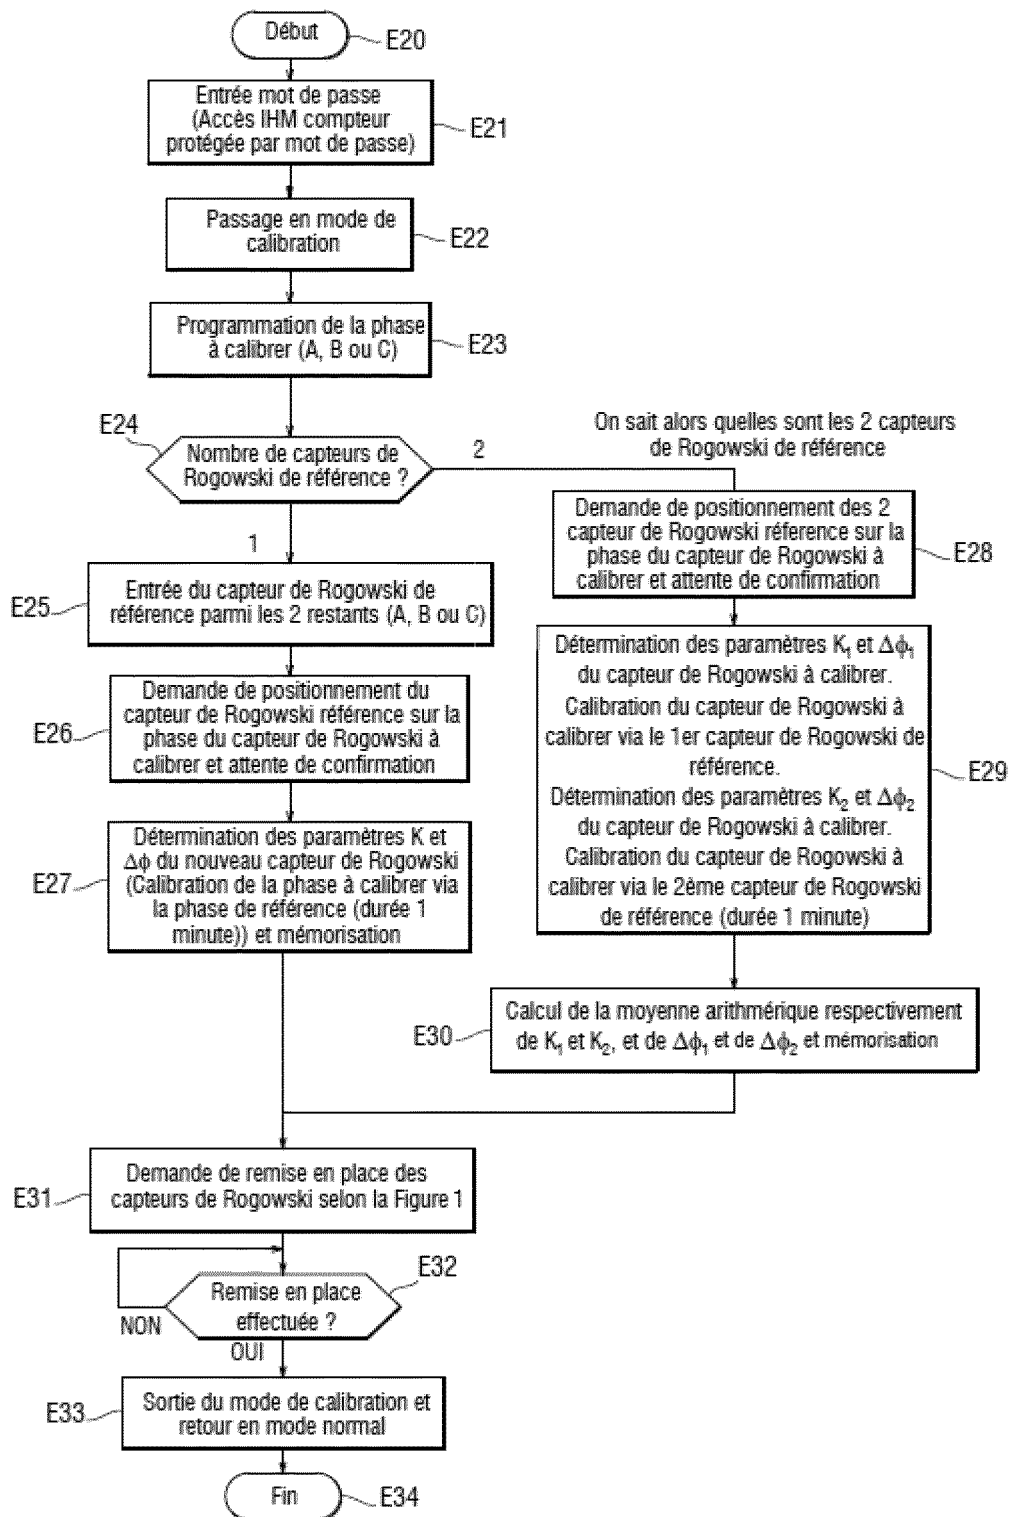 Début
E20
Entrée mot de passe
(Accès IHM compteur
protégée par mot de passe)
E21
Passage en mode de
calibration
E22
Programmation de la phase
à calibrer (A, B ou C)
E23
E24
Nombre de capteurs de
Rogowski de référence ?
2
On sait alors quelles sont les 2 capteurs
de Rogowski de référence
1
Entrée du capteur de Rogowski de
référence parmi les 2 restants (A, B ou C)
E25
Demande de positionnement du
capteur de Rogowski référence sur la
phase du capteur de Rogowski à
calibrer et attente de confirmation
E26
Détermination des paramètres K et
Δϕ du nouveau capteur de Rogowski
(Calibration de la phase à calibrer via
la phase de référence (durée 1
minute)) et mémorisation
E27
Demande de positionnement des 2
capteur de Rogowski réference sur la
phase du capteur de Rogowski à
calibrer et attente de confirmation
E28
Détermination des paramètres K₁ et Δϕ₁
du capteur de Rogowski à calibrer.
Calibration du capteur de Rogowski à
calibrer via le 1er capteur de Rogowski de
référence.
Détermination des paramètres K₂ et Δϕ₂
du capteur de Rogowski à calibrer.
Calibration du capteur de Rogowski à
calibrer via le 2ème capteur de Rogowski
de référence (durée 1 minute)
E29
Calcul de la moyenne arithmérique respectivement
de K₁ et K₂, et de Δϕ₁ et de Δϕ₂ et mémorisation
E30
Demande de remise en place des
capteurs de Rogowski selon la Figure 1
E31
Remise en place
effectuée ?
E32
NON
OUI
Sortie du mode de calibration et
retour en mode normal
E33
Fin
E34